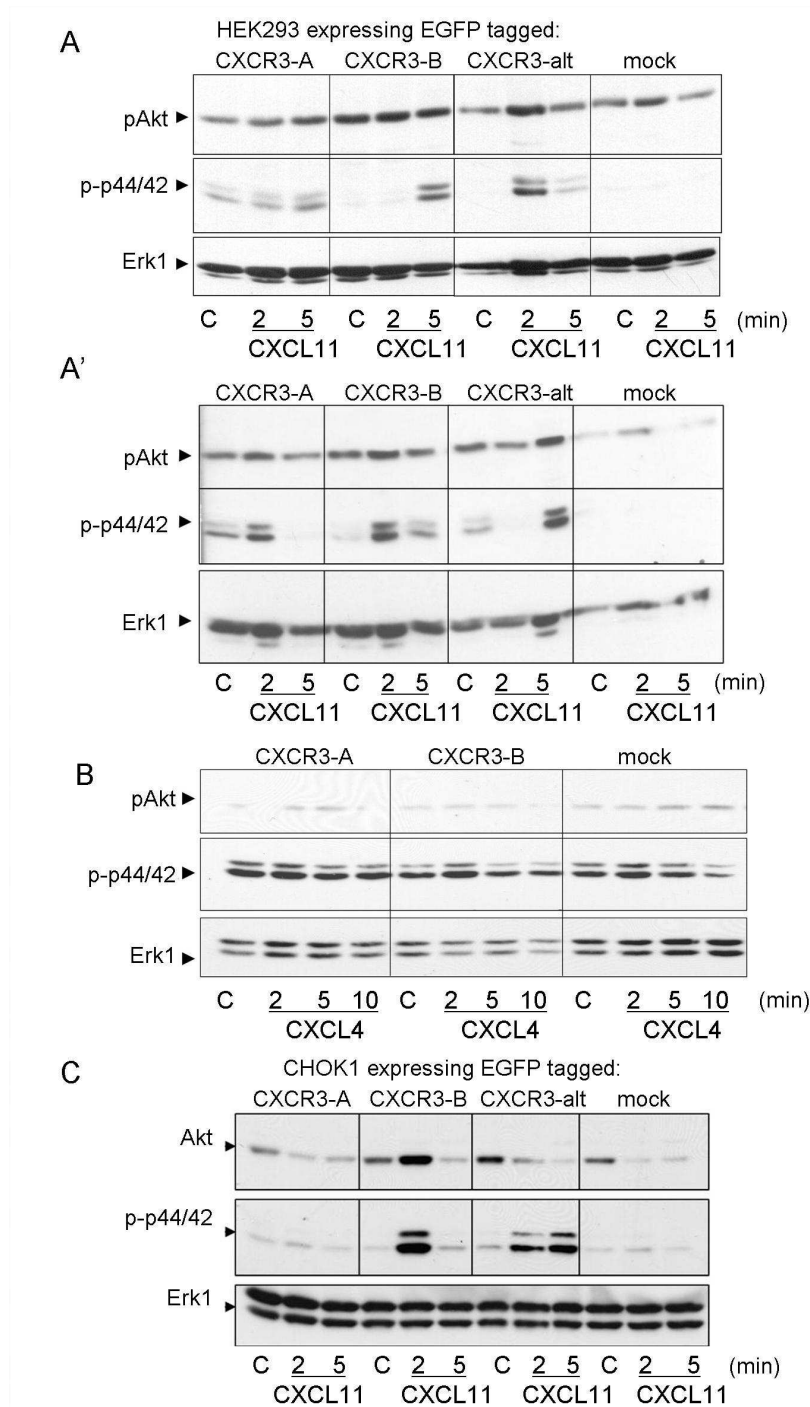 A
HEK293 expressing EGFP tagged:
CXCR3-A CXCR3-B CXCR3-alt mock
pAkt
p-p44/42
Erk1
C 2 5 C 2 5 C 2 5 C 2 5 (min)
CXCL11 CXCL11 CXCL11 CXCL11
A'
CXCR3-A CXCR3-B CXCR3-alt mock
pAkt
p-p44/42
Erk1
C 2 5 C 2 5 C 2 5 C 2 5 (min)
CXCL11 CXCL11 CXCL11 CXCL11
B
CXCR3-A CXCR3-B mock
pAkt
p-p44/42
Erk1
C 2 5 10 C 2 5 10 C 2 5 10 (min)
CXCL4 CXCL4 CXCL4
C
CHOK1 expressing EGFP tagged:
CXCR3-A CXCR3-B CXCR3-alt mock
Akt
p-p44/42
Erk1
C 2 5 C 2 5 C 2 5 C 2 5 (min)
CXCL11 CXCL11 CXCL11 CXCL11